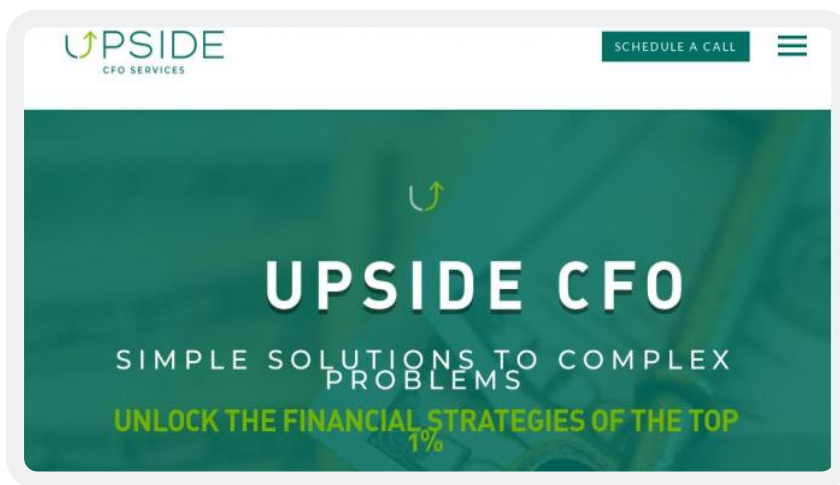 UPSIDE
CFO SERVICES
SCHEDULE A CALL
UPSIDE CFO
SIMPLE SOLUTIONS TO COMPLEX
PROBLEMS
UNLOCK THE FINANCIAL STRATEGIES OF THE TOP
1%